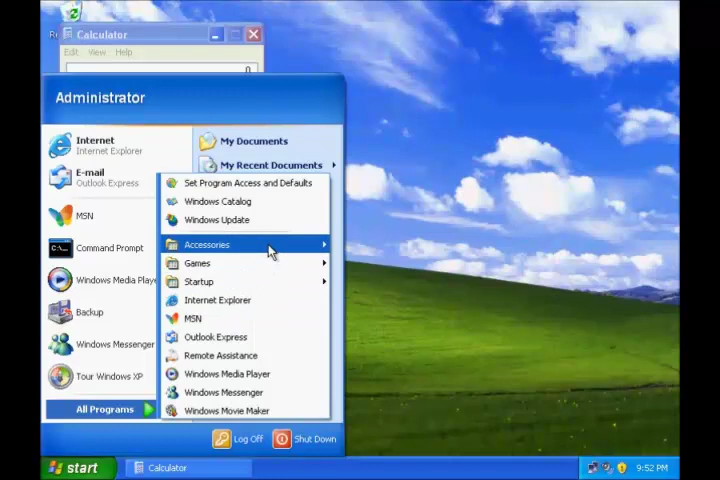 Re
Calculator
Edit View Help
0
Administrator
Internet
Internet Explorer
E-mail
Outlook Express
MSN
Command Prompt
Windows Media Playe
Backup
Windows Messenger
Tour Windows XP
All Programs
My Documents
My Recent Documents
Set Program Access and Defaults
Windows Catalog
Windows Update
Accessories
Games
Startup
Internet Explorer
MSN
Outlook Express
Remote Assistance
Windows Media Player
Windows Messenger
Windows Movie Maker
Log Off
Shut Down
start
Calculator
9:52 PM